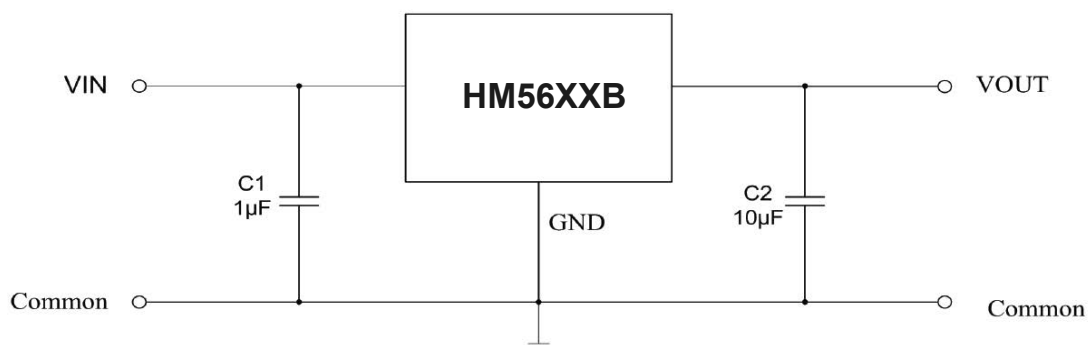 VIN
HM56XXB
VOUT
C1
1µF
GND
C2
10µF
Common
Common